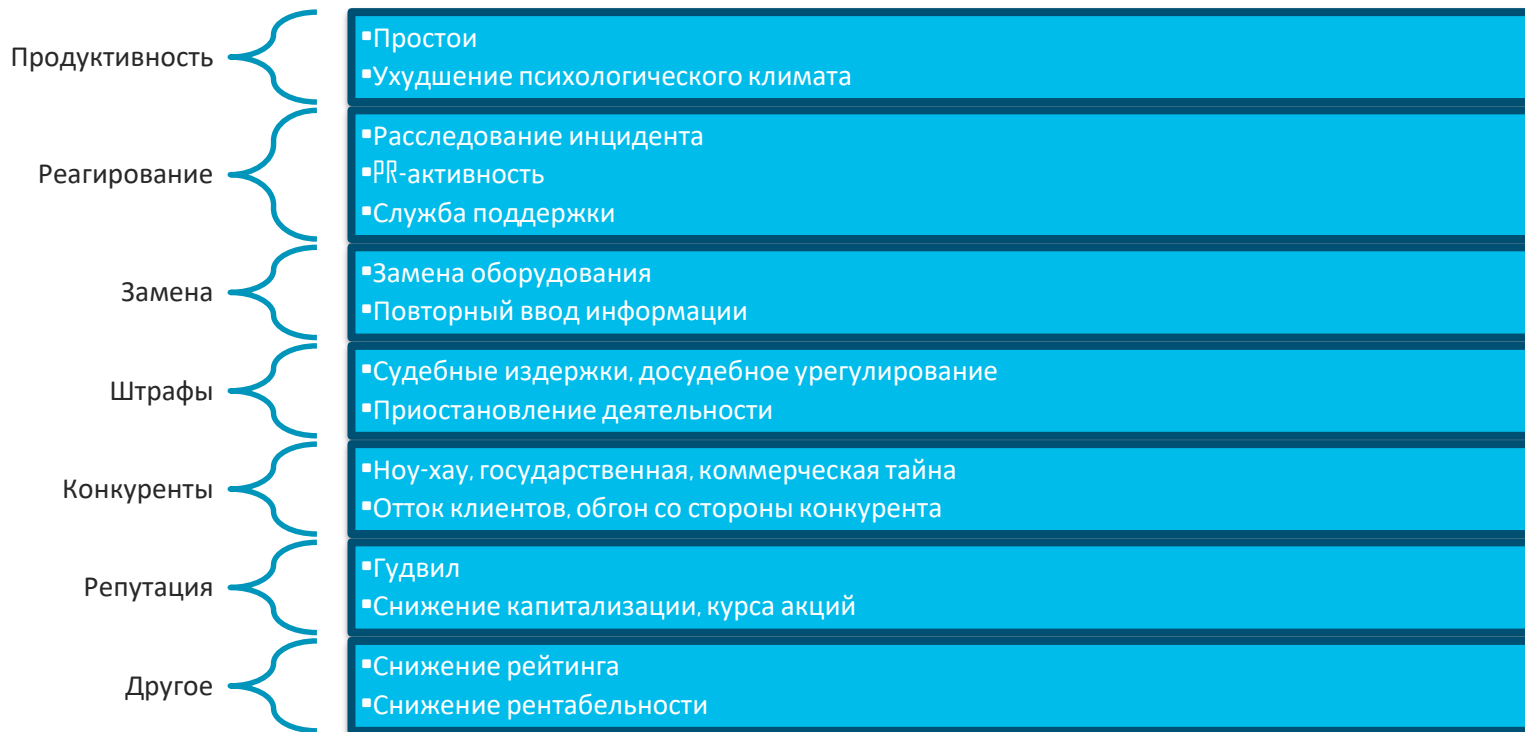 Продуктивность
▪Простои
▪Ухудшение психологического климата
Реагирование
▪Расследование инцидента
▪PR-активность
▪Служба поддержки
Замена
▪Замена оборудования
▪Повторный ввод информации
Штрафы
▪Судебные издержки, досудебное урегулирование
▪Приостановление деятельности
Конкуренты
▪Ноу-хау, государственная, коммерческая тайна
▪Отток клиентов, обгон со стороны конкурента
Репутация
▪Гудвил
▪Снижение капитализации, курса акций
Другое
▪Снижение рейтинга
▪Снижение рентабельности